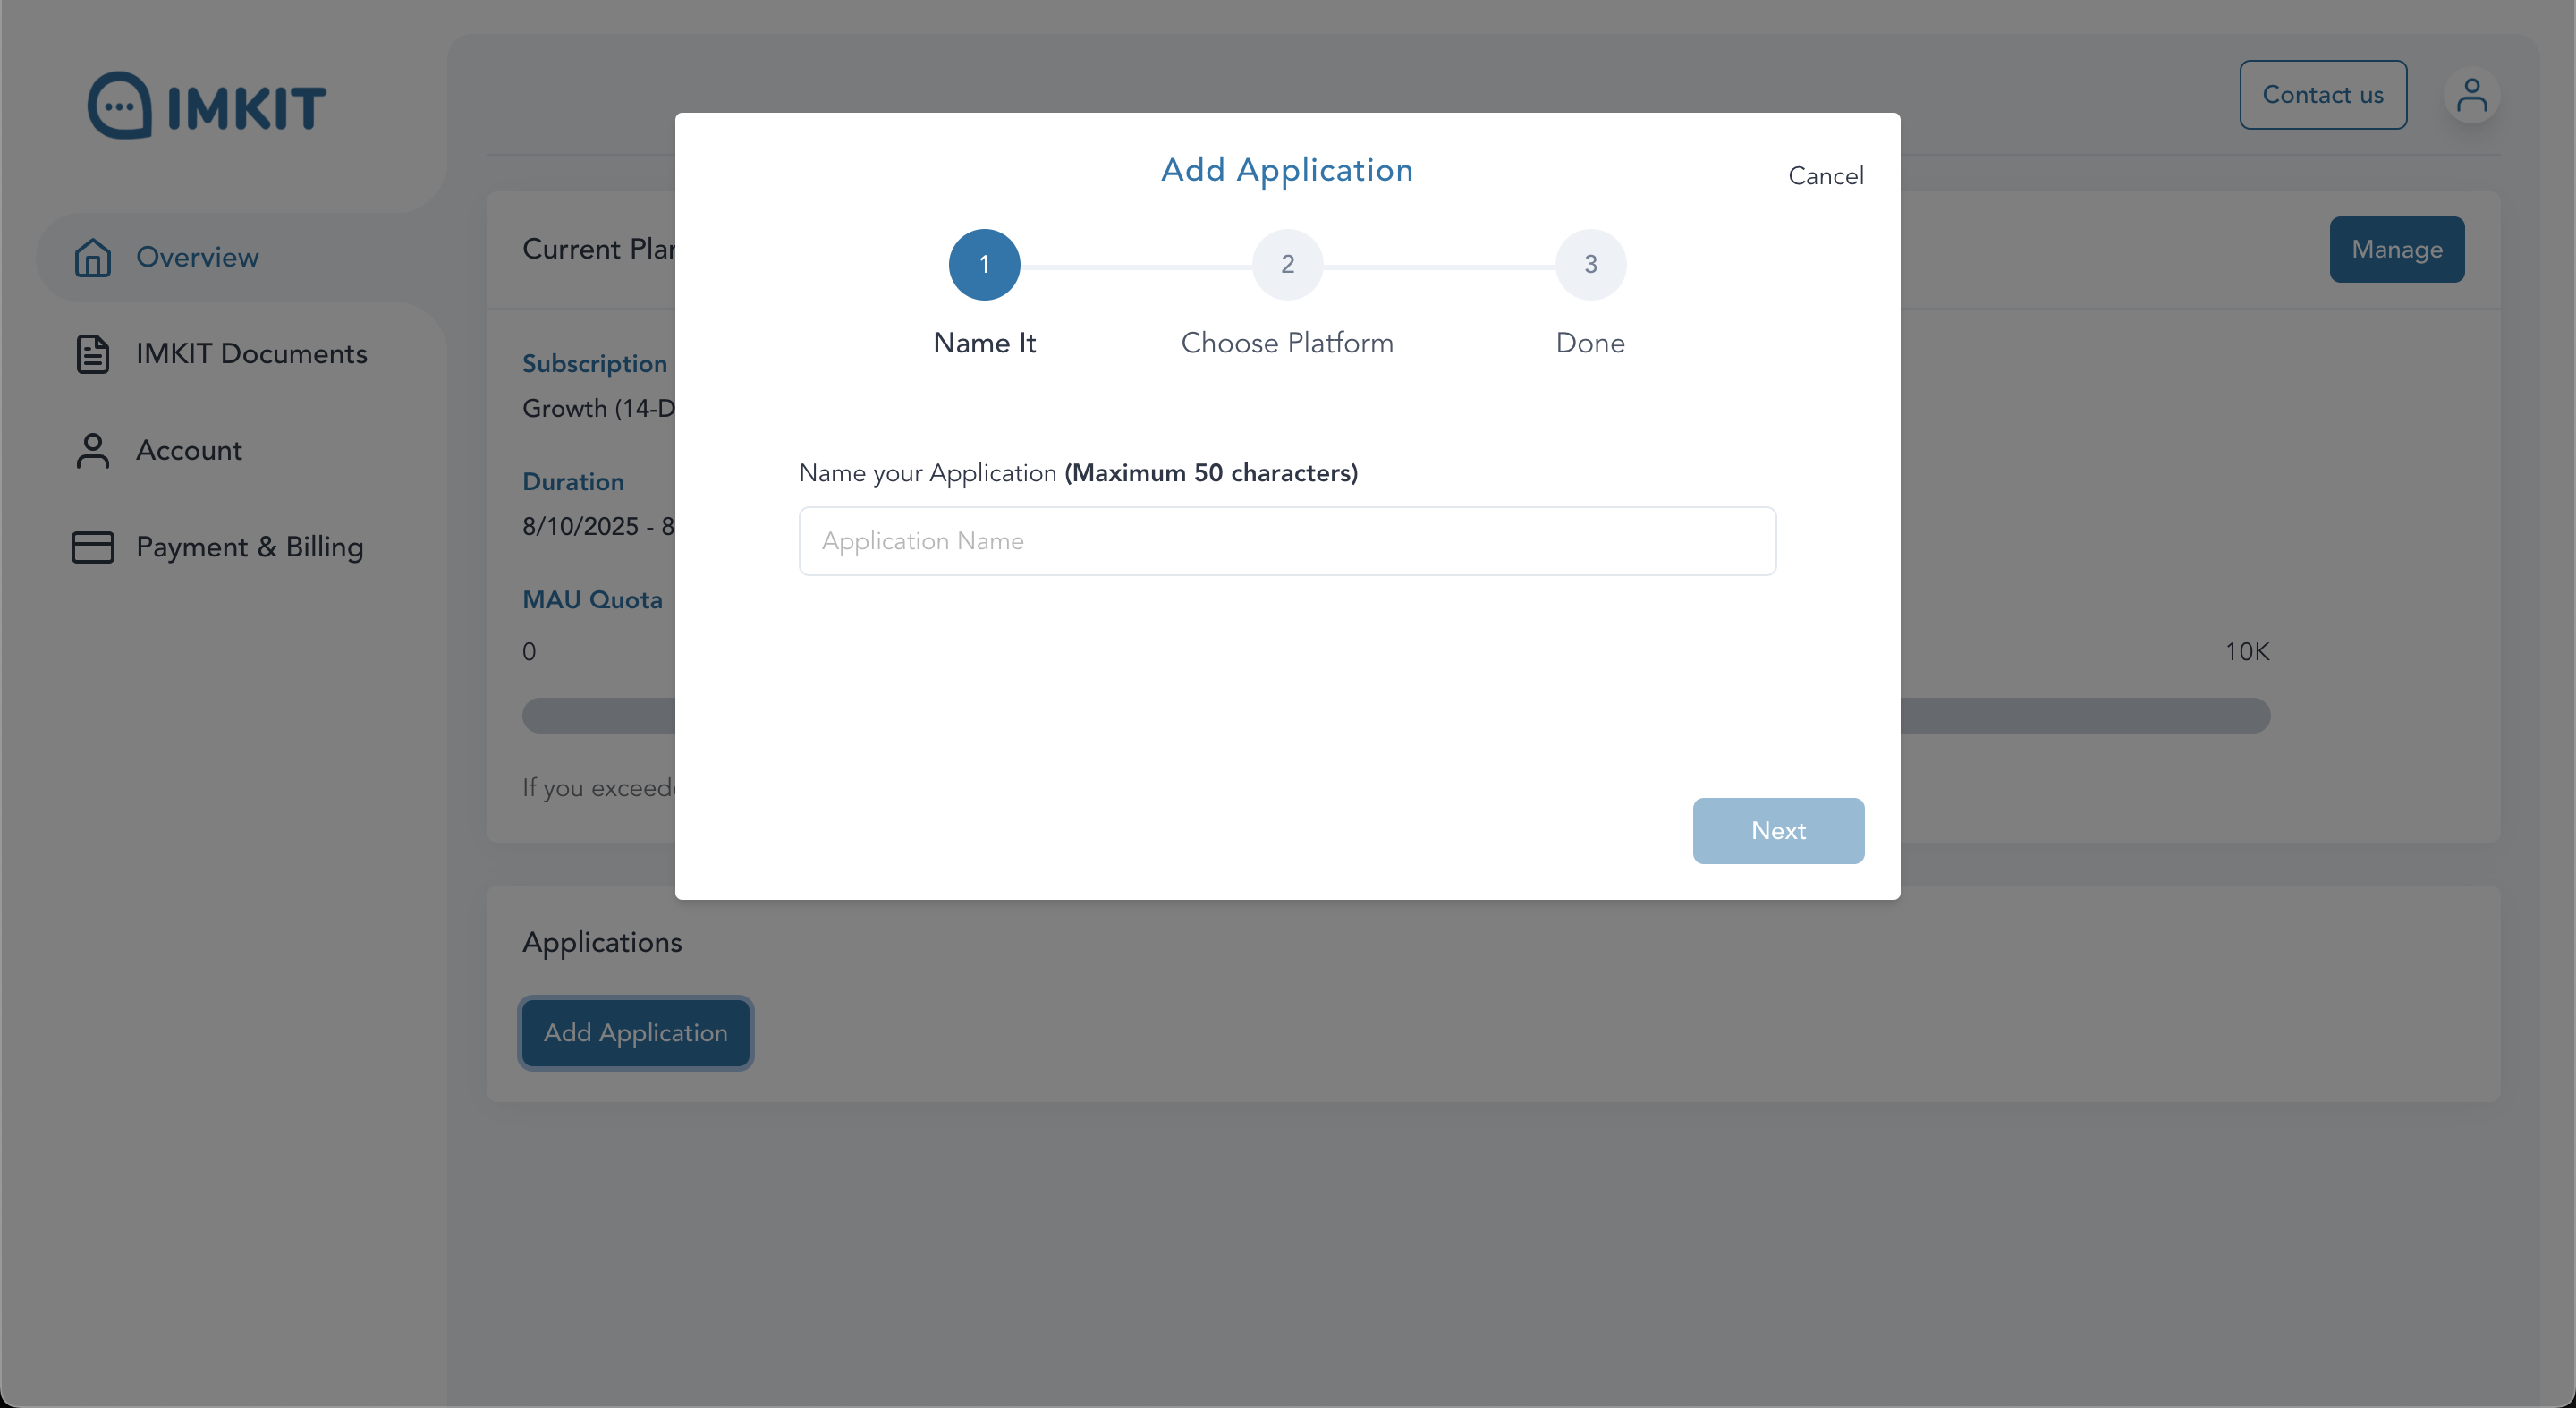 IMKIT
Contact us
Overview
IMKIT Documents
Account
Payment & Billing
Current Plan
Manage
Subscription
Growth (14-D
Duration
8/10/2025 - 8
MAU Quota
0
10K
If you exceed
Add Application
Cancel
1
2
3
Name It
Choose Platform
Done
Name your Application (Maximum 50 characters)
Application Name
Next
Applications
Add Application